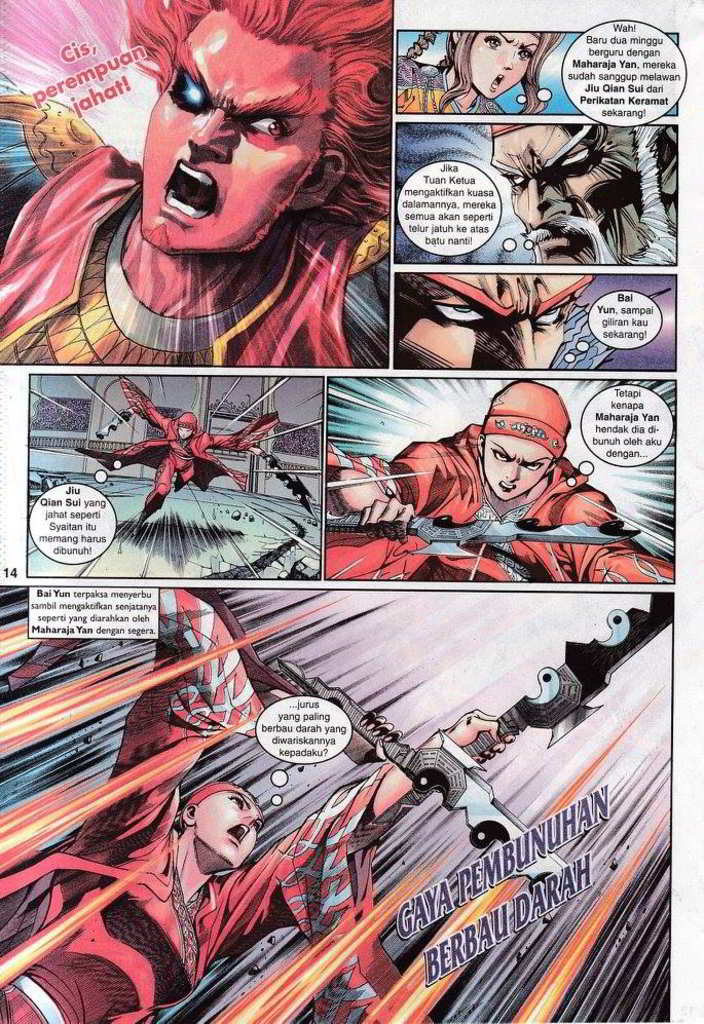 Cis,
perempuan
jahat!
Wah!
Baru dua minggu
berguru dengan
Maharaja Yan, mereka
sudah sanggup melawan
Jiu Qian Sui dari
Perikatan Keramat
sekarang!
Jika
Tuan Ketua
mengaktifkan kuasa
dalamannya, mereka
semua akan seperti
telur jatuh ke atas
batu nanti!
Bai
Yun, sampai
giliran kau
sekarang!
Jiu
Qian Sui yang
jahat seperti
Syaitan itu
memang harus
dibunuh!
Tetapi
kenapa
Maharaja Yan
hendak dia di-
bunuh oleh aku
dengan...
14
Bai Yun terpaksa menyerbu
sambil mengaktifkan senjatanya
seperti yang diarahkan oleh
Maharaja Yan dengan segera.
...jurus
yang paling
berbau darah yang
diwariskannya
kepadaku?
GAYA PEMBUNUHAN
BERBAU DARAH